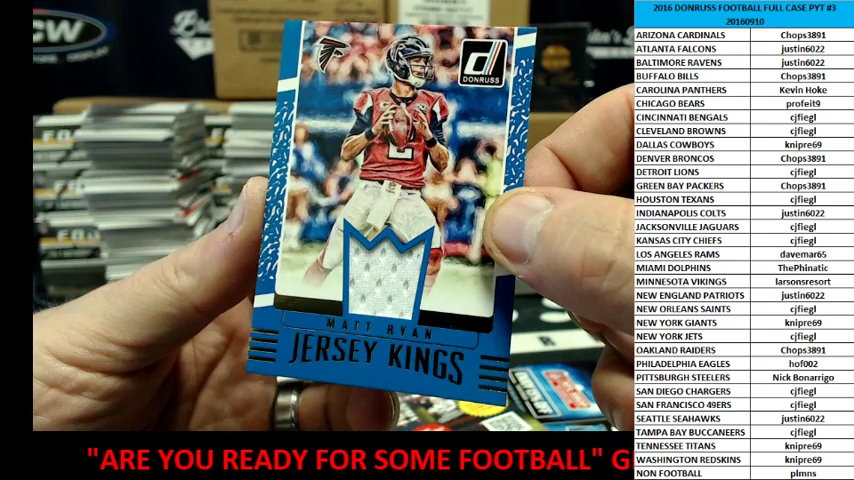 2016 DONRUSS FOOTBALL FULL CASE PYT #3
20160910
ARIZONA CARDINALS Chops3891
ATLANTA FALCONS justin6022
BALTIMORE RAVENS justin6022
BUFFALO BILLS Chops3891
CAROLINA PANTHERS Kevin Hoke
CHICAGO BEARS profeit9
CINCINNATI BENGALS cjfiegl
CLEVELAND BROWNS cjfiegl
DALLAS COWBOYS knipre69
DENVER BRONCOS Chops3891
DETROIT LIONS cjfiegl
GREEN BAY PACKERS Chops3891
HOUSTON TEXANS cjfiegl
INDIANAPOLIS COLTS justin6022
JACKSONVILLE JAGUARS cjfiegl
KANSAS CITY CHIEFS cjfiegl
LOS ANGELES RAMS davemar65
MIAMI DOLPHINS ThePhinatic
MINNESOTA VIKINGS larsonsresort
NEW ENGLAND PATRIOTS justin6022
NEW ORLEANS SAINTS cjfiegl
NEW YORK GIANTS knipre69
NEW YORK JETS cjfiegl
OAKLAND RAIDERS Chops3891
PHILADELPHIA EAGLES hof002
PITTSBURGH STEELERS Nick Bonarrigo
SAN DIEGO CHARGERS cjfiegl
SAN FRANCISCO 49ERS cjfiegl
SEATTLE SEAHAWKS justin6022
TAMPA BAY BUCCANEERS cjfiegl
TENNESSEE TITANS knipre69
WASHINGTON REDSKINS knipre69
NON FOOTBALL plmns
DONRUSS
2
MATT RYAN
JERSEY KINGS
"ARE YOU READY FOR SOME FOOTBALL" G